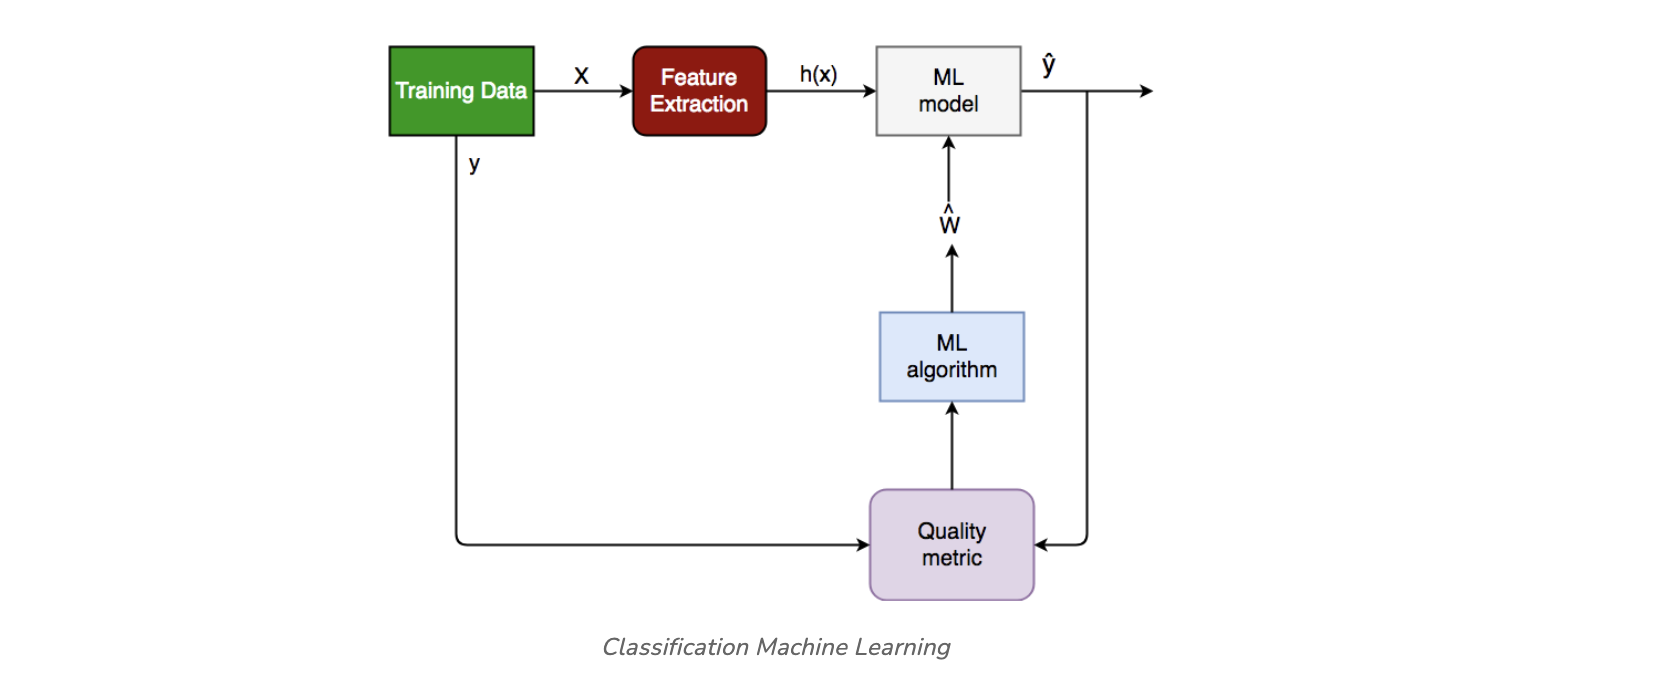 Training Data
X
Feature
Extraction
h(x)
ML
model
ŷ
y
Ŵ
ML
algorithm
Quality
metric
Classification Machine Learning